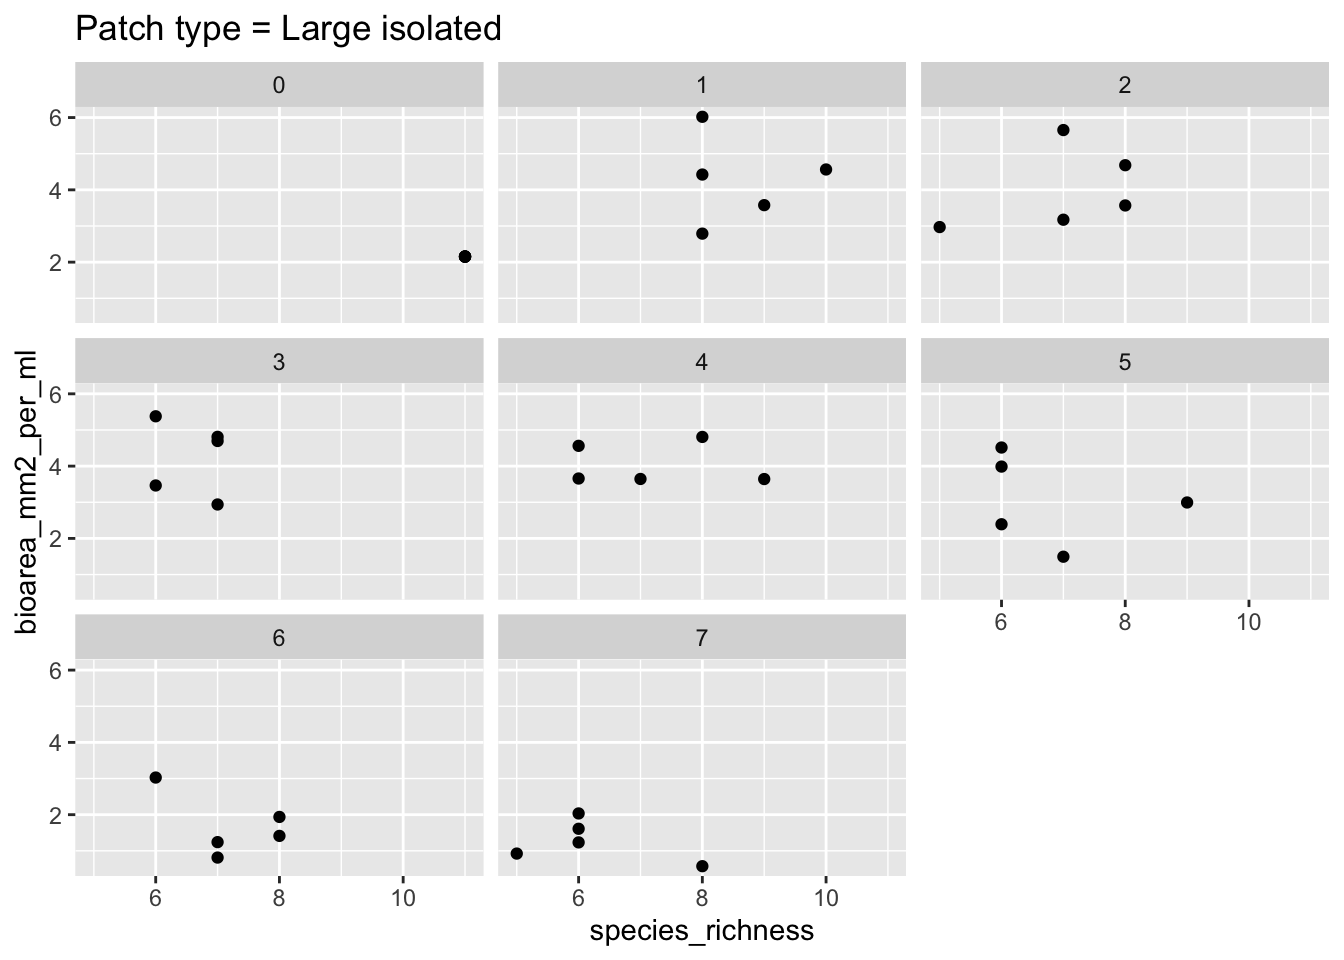 Patch type = Large isolated
0 1 2
6
4
2
3 4 5
6
4
2
6 8 10
6 7
6
4
2
6 8 10 6 8 10
species_richness
bioarea_mm2_per_ml